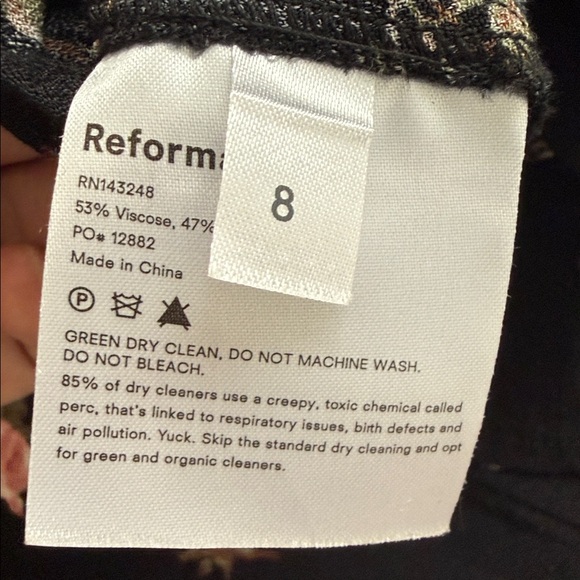 Reform
8
RN143248
53% Viscose, 47%
PO# 12882
Made in China
P
GREEN DRY CLEAN, DO NOT MACHINE WASH.
DO NOT BLEACH.
85% of dry cleaners use a creepy, toxic chemical called
perc, that's linked to respiratory issues, birth defects and
air pollution. Yuck. Skip the standard dry cleaning and opt
for green and organic cleaners.